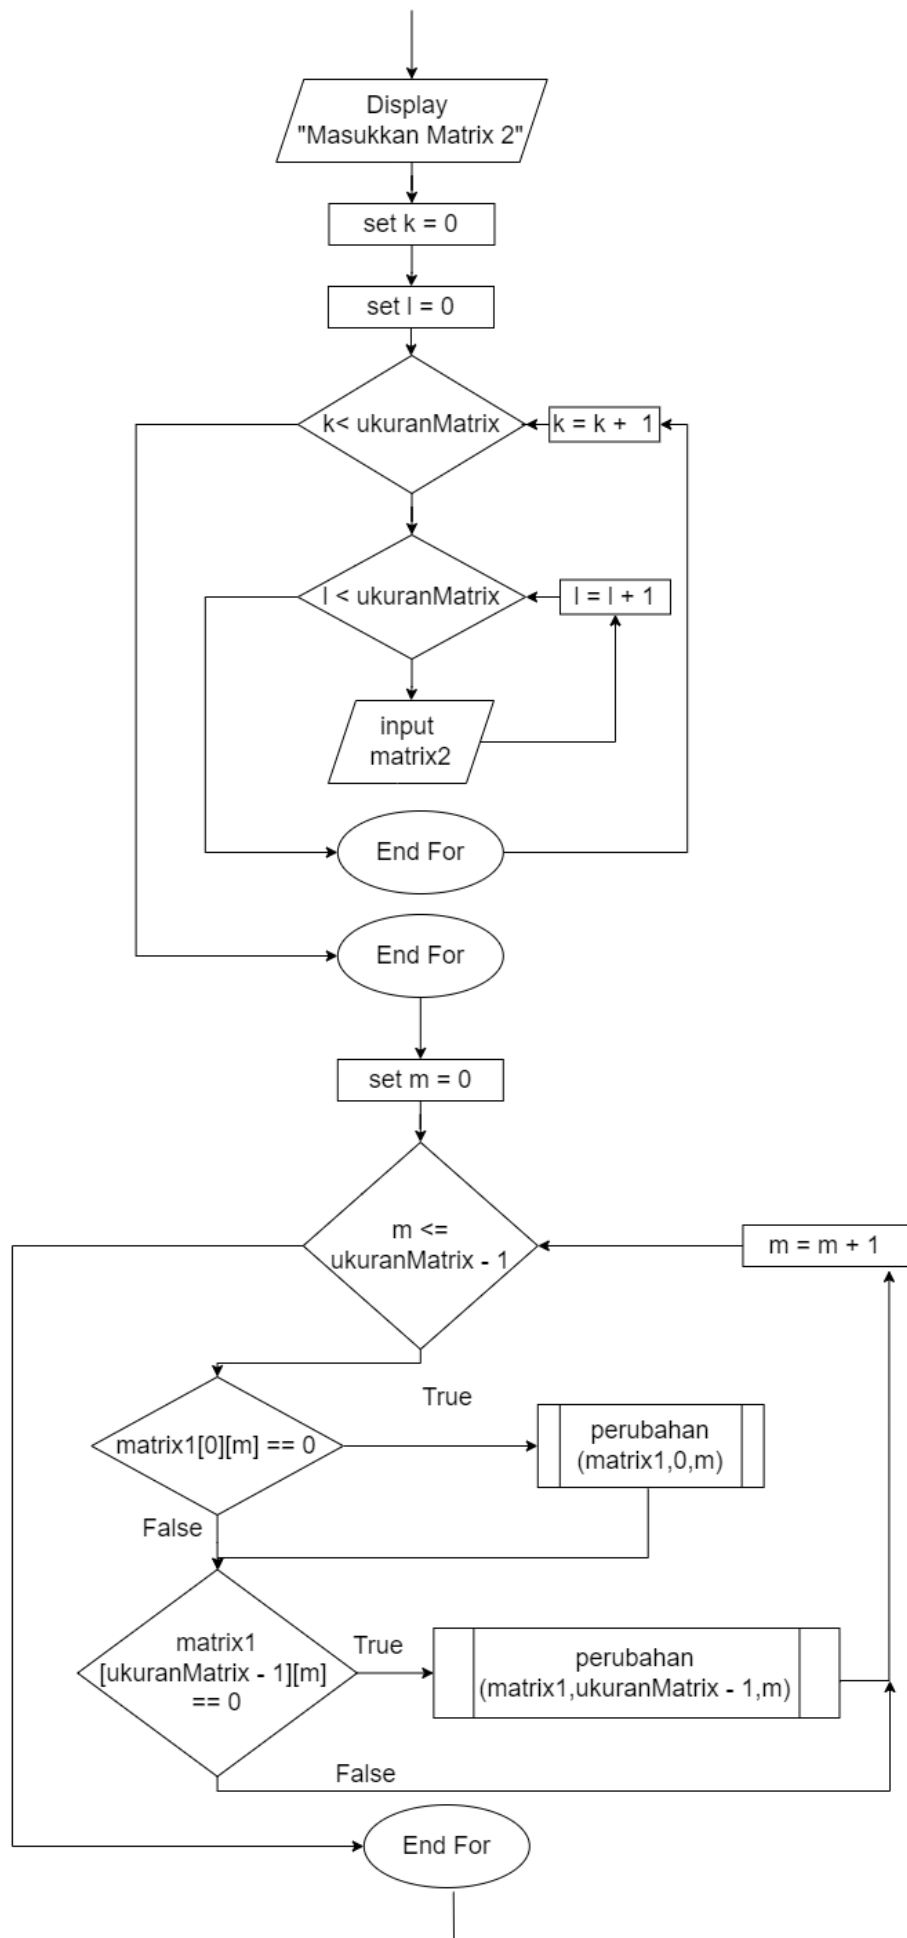 Display
"Masukkan Matrix 2"
set k = 0
set l = 0
k< ukuranMatrix
k = k + 1
l < ukuranMatrix
l = l + 1
input
matrix2
End For
End For
set m = 0
m <=
ukuranMatrix - 1
m = m + 1
True
matrix1[0][m] == 0
perubahan
(matrix1,0,m)
False
matrix1
[ukuranMatrix - 1][m]
== 0
True
perubahan
(matrix1,ukuranMatrix - 1,m)
False
End For